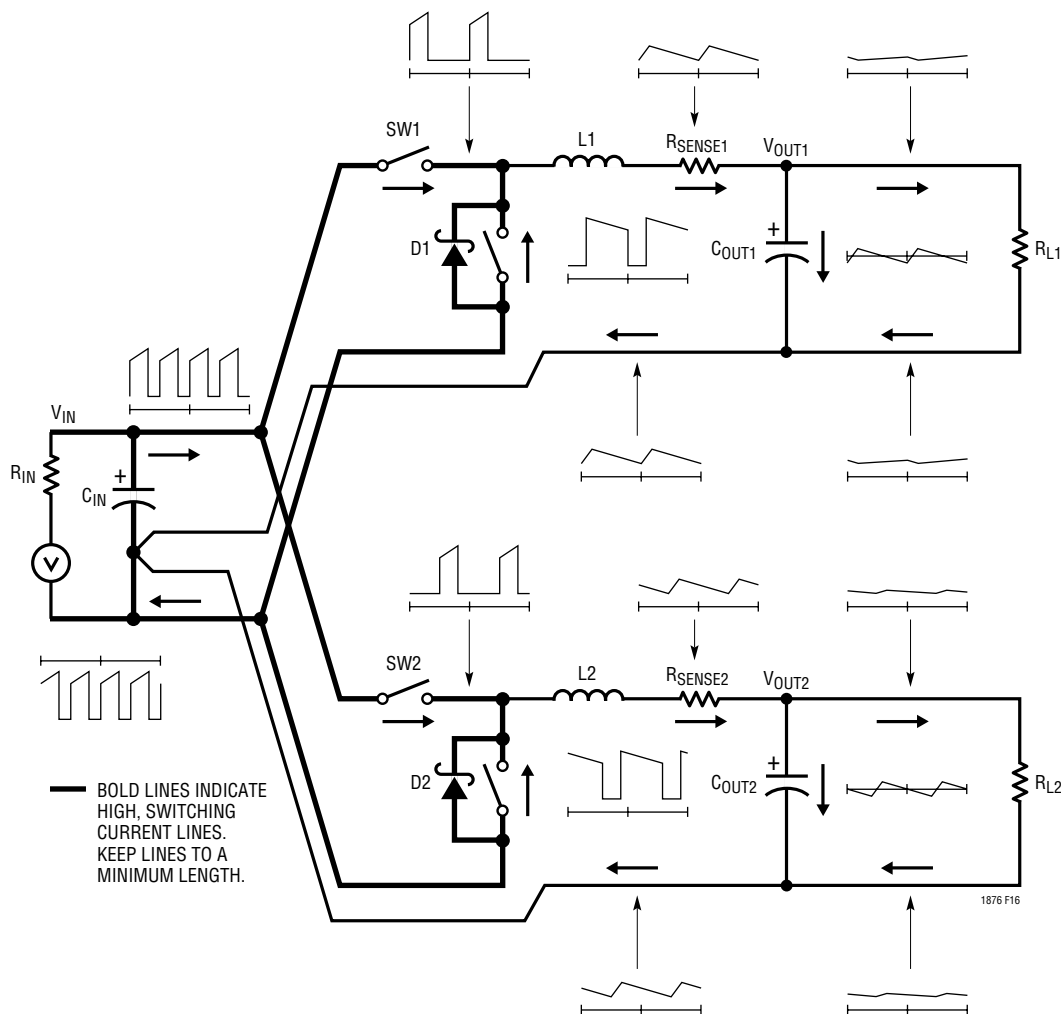 SW1
L1
RSENSE1
VOUT1
D1
COUT1
+
RL1
VIN
RIN
+
CIN
V
SW2
L2
RSENSE2
VOUT2
D2
COUT2
+
RL2
BOLD LINES INDICATE
HIGH, SWITCHING
CURRENT LINES.
KEEP LINES TO A
MINIMUM LENGTH.
1876 F16